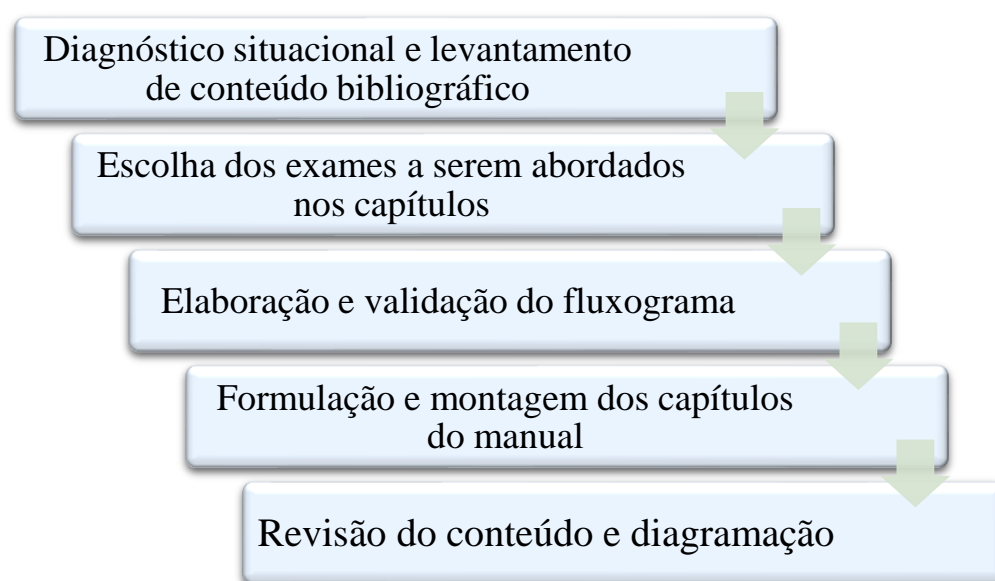 Diagnóstico situacional e levantamento
de conteúdo bibliográfico
Escolha dos exames a serem abordados
nos capítulos
Elaboração e validação do fluxograma
Formulação e montagem dos capítulos
do manual
Revisão do conteúdo e diagramação